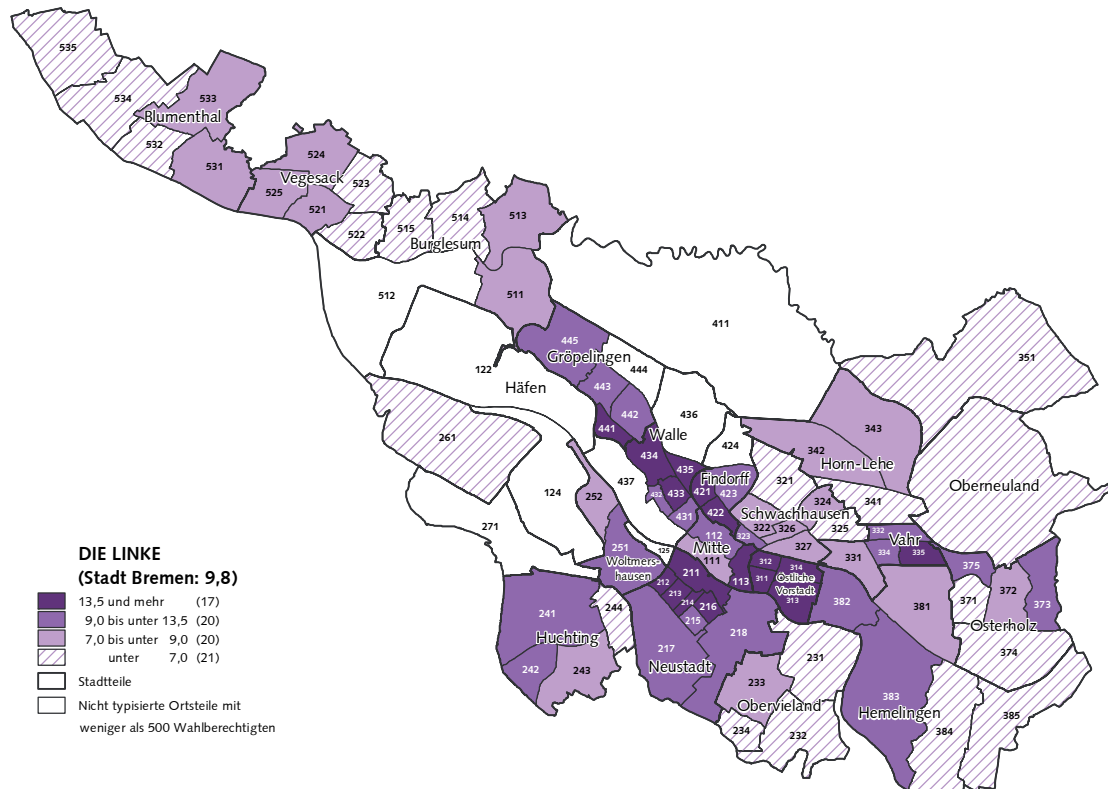 535
534
533
Blumenthal
532
531
524
Vegesack
523
525
521
522
515
514
513
Burglesum
512
511
411
445
Gröpelingen
444
122
Häfen
443
442
351
441
436
Walle
343
261
434
424
342
Horn-Lehe
435
Findorff
321
Oberneuland
437
432
433
421
423
341
124
252
324
271
431
422
Schwachhausen
322
326
325
332
Vahr
112
323
Mitte
327
334
335
251
Woltmers-
hausen
125
111
331
375
312
314
211
113
311
Östliche
Vorstadt
212
213
214
216
313
382
381
371
372
373
241
244
215
Osterholz
Huchting
218
217
242
243
Neustadt
231
374
233
383
Obervieland
Hemelingen
234
232
384
385
DIE LINKE
(Stadt Bremen: 9,8)
13,5 und mehr (17)
9,0 bis unter 13,5 (20)
7,0 bis unter 9,0 (20)
unter 7,0 (21)
Stadtteile
Nicht typisierte Ortsteile mit
weniger als 500 Wahlberechtigten